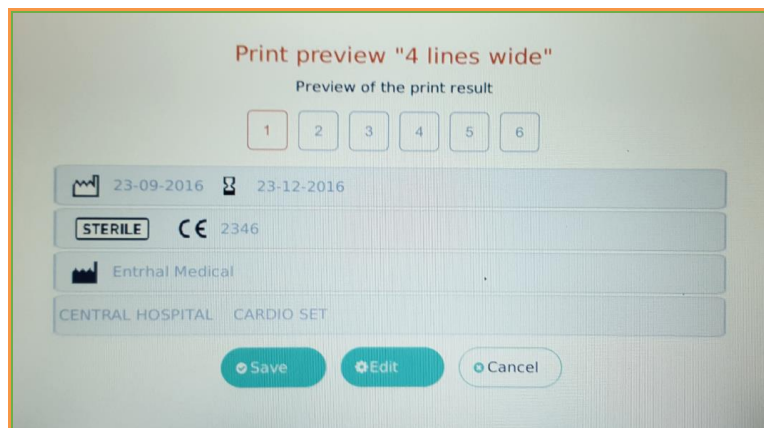 Print preview "4 lines wide"
Preview of the print result
1 2 3 4 5 6
23-09-2016 23-12-2016
STERILE CE 2346
Entrhal Medical
CENTRAL HOSPITAL CARDIO SET
Save Edit Cancel